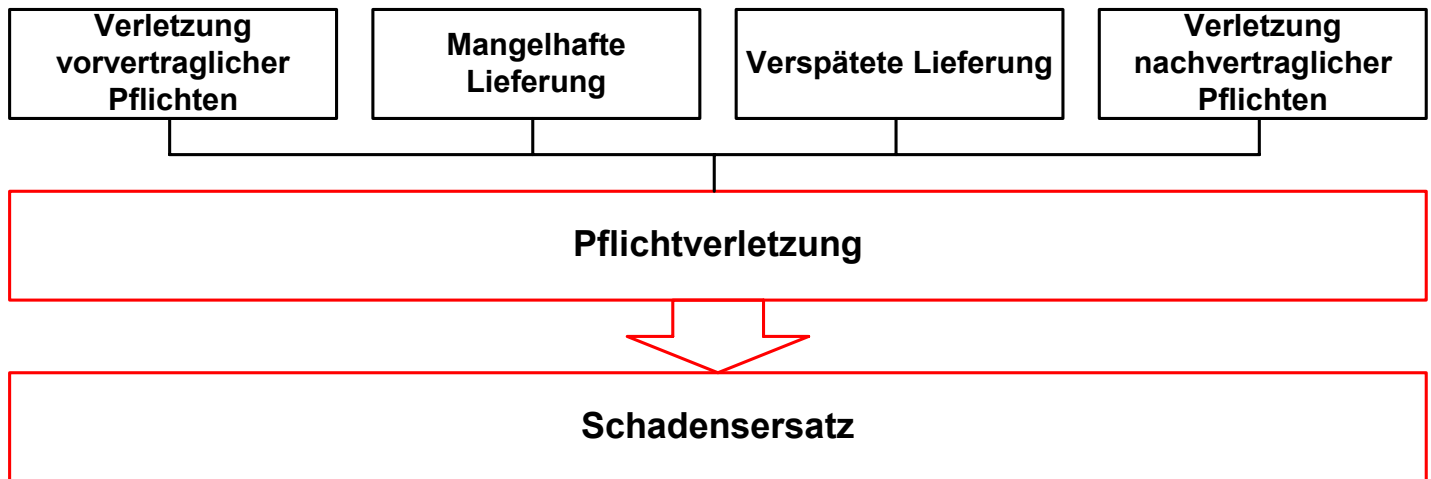 Verletzung
vorvertraglicher
Pflichten
Mangelhafte
Lieferung
Verspätete Lieferung
Verletzung
nachvertraglicher
Pflichten
Pflichtverletzung
Schadensersatz